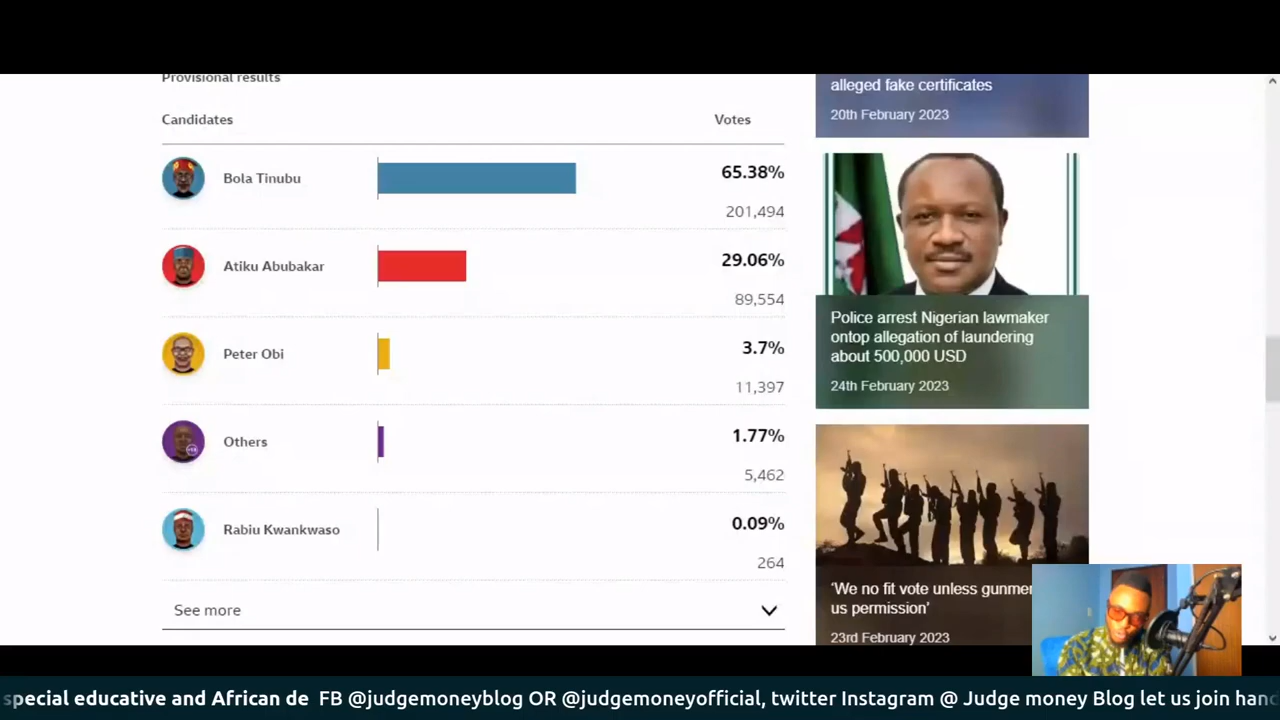 Provisional results
Candidates Votes
Bola Tinubu 65.38%
201,494
Atiku Abubakar 29.06%
89,554
Peter Obi 3.7%
11,397
Others 1.77%
5,462
Rabiu Kwankwaso 0.09%
264
See more
alleged fake certificates
20th February 2023
Police arrest Nigerian lawmaker
ontop allegation of laundering
about 500,000 USD
24th February 2023
‘We no fit vote unless gunmen
us permission’
23rd February 2023
special educative and African de FB @judgemoneyblog OR @judgemoneyofficial, twitter Instagram @ Judge money Blog let us join hand